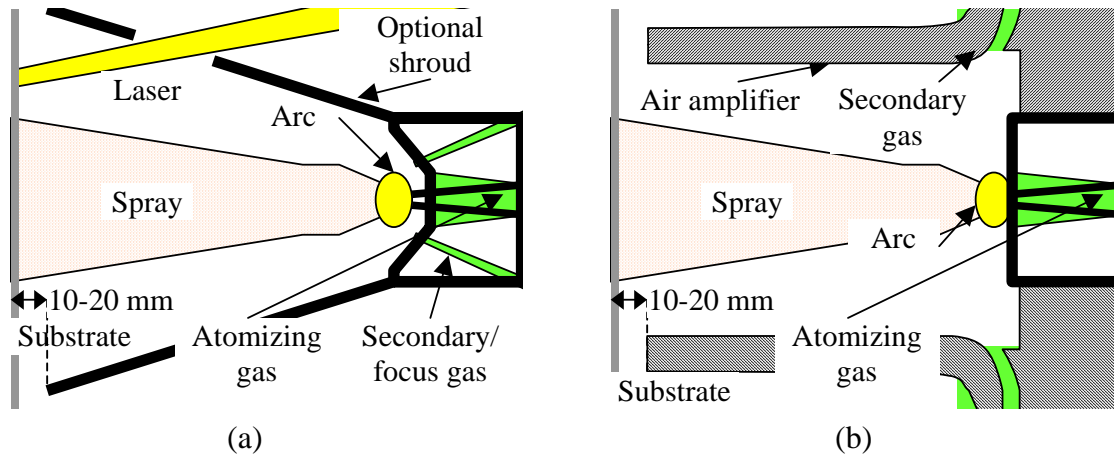 Optional
shroud
Laser
Arc
Spray
10-20 mm
Substrate
Atomizing
gas
Secondary/
focus gas
(a)
Air amplifier
Secondary
gas
Spray
Arc
10-20 mm
Atomizing
gas
Substrate
(b)